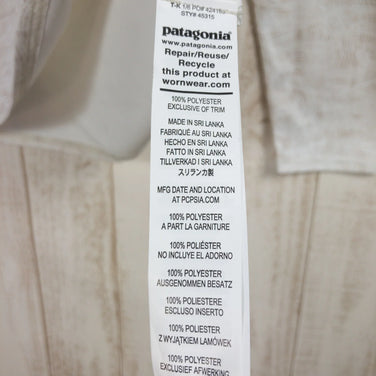 STY# 45315
patagonia®
www.patagonia.com
Repair/Reuse/
Recycle
this product at
wornwear.com
100% POLYESTER
EXCLUSIVE OF TRIM
MADE IN SRI LANKA
FABRIQUÉ AU SRI LANKA
HECHO EN SRI LANKA
FATTO IN SRI LANKA
TILLVERKAD I SRI LANKA
スリランカ製
MFG DATE AND LOCATION
AT PCPSIA.COM
100% POLYESTER
A PART LA GARNITURE
100% POLIÉSTER
NO INCLUYE EL ADORNO
100% POLYESTER
AUSGENOMMEN BESATZ
100% POLIESTERE
ESCLUSO INSERTO
100% POLYESTER
Z WYJĄTKIEM LAMÓWEK
100% POLYESTER
EXCLUSIEF AFWERKING